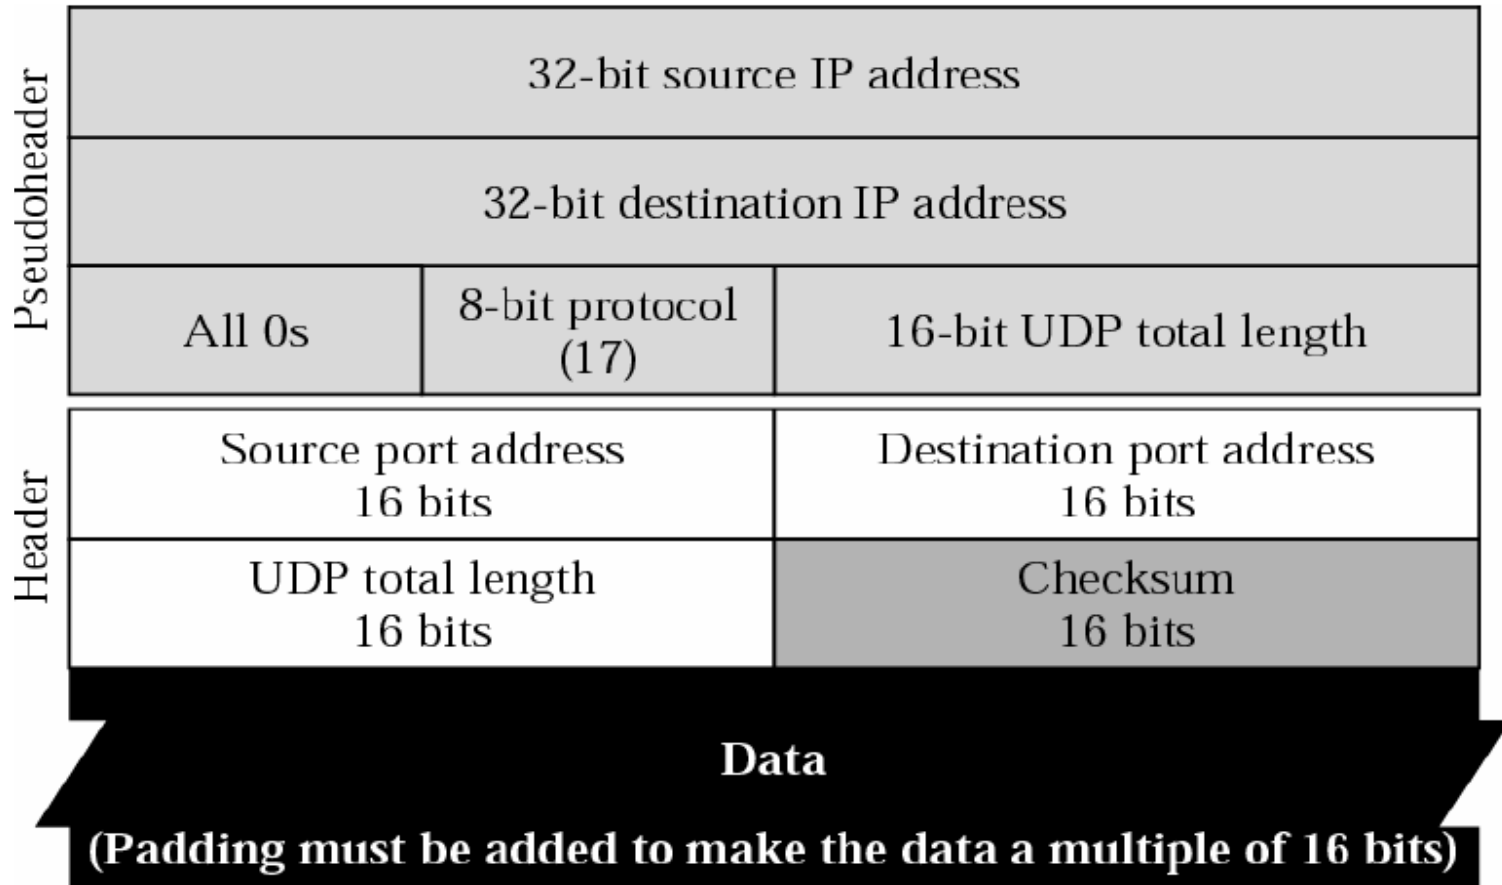 Pseudoheader
32-bit source IP address
32-bit destination IP address
All 0s
8-bit protocol
(17)
16-bit UDP total length
Header
Source port address
16 bits
Destination port address
16 bits
UDP total length
16 bits
Checksum
16 bits
Data
(Padding must be added to make the data a multiple of 16 bits)